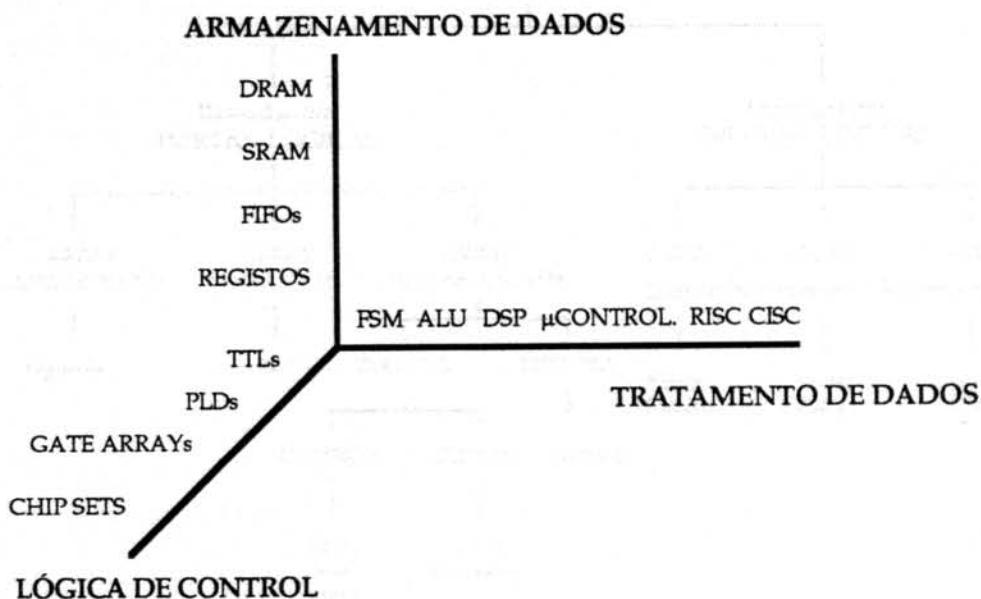 ARMAZENAMENTO DE DADOS
DRAM
SRAM
FIFOs
REGISTOS
FSM ALU DSP µCONTROL. RISC CISC
TTLs
TRATAMENTO DE DADOS
PLDs
GATE ARRAYs
CHIP SETS
LÓGICA DE CONTROL